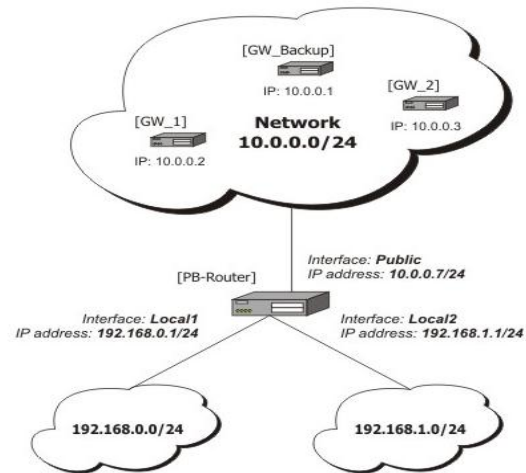 [GW_Backup]
IP: 10.0.0.1
[GW_2]
IP: 10.0.0.3
[GW_1]
IP: 10.0.0.2
Network
10.0.0.0/24
Interface: Public
IP address: 10.0.0.7/24
[PB-Router]
Interface: Local1
IP address: 192.168.0.1/24
Interface: Local2
IP address: 192.168.1.1/24
192.168.0.0/24
192.168.1.0/24